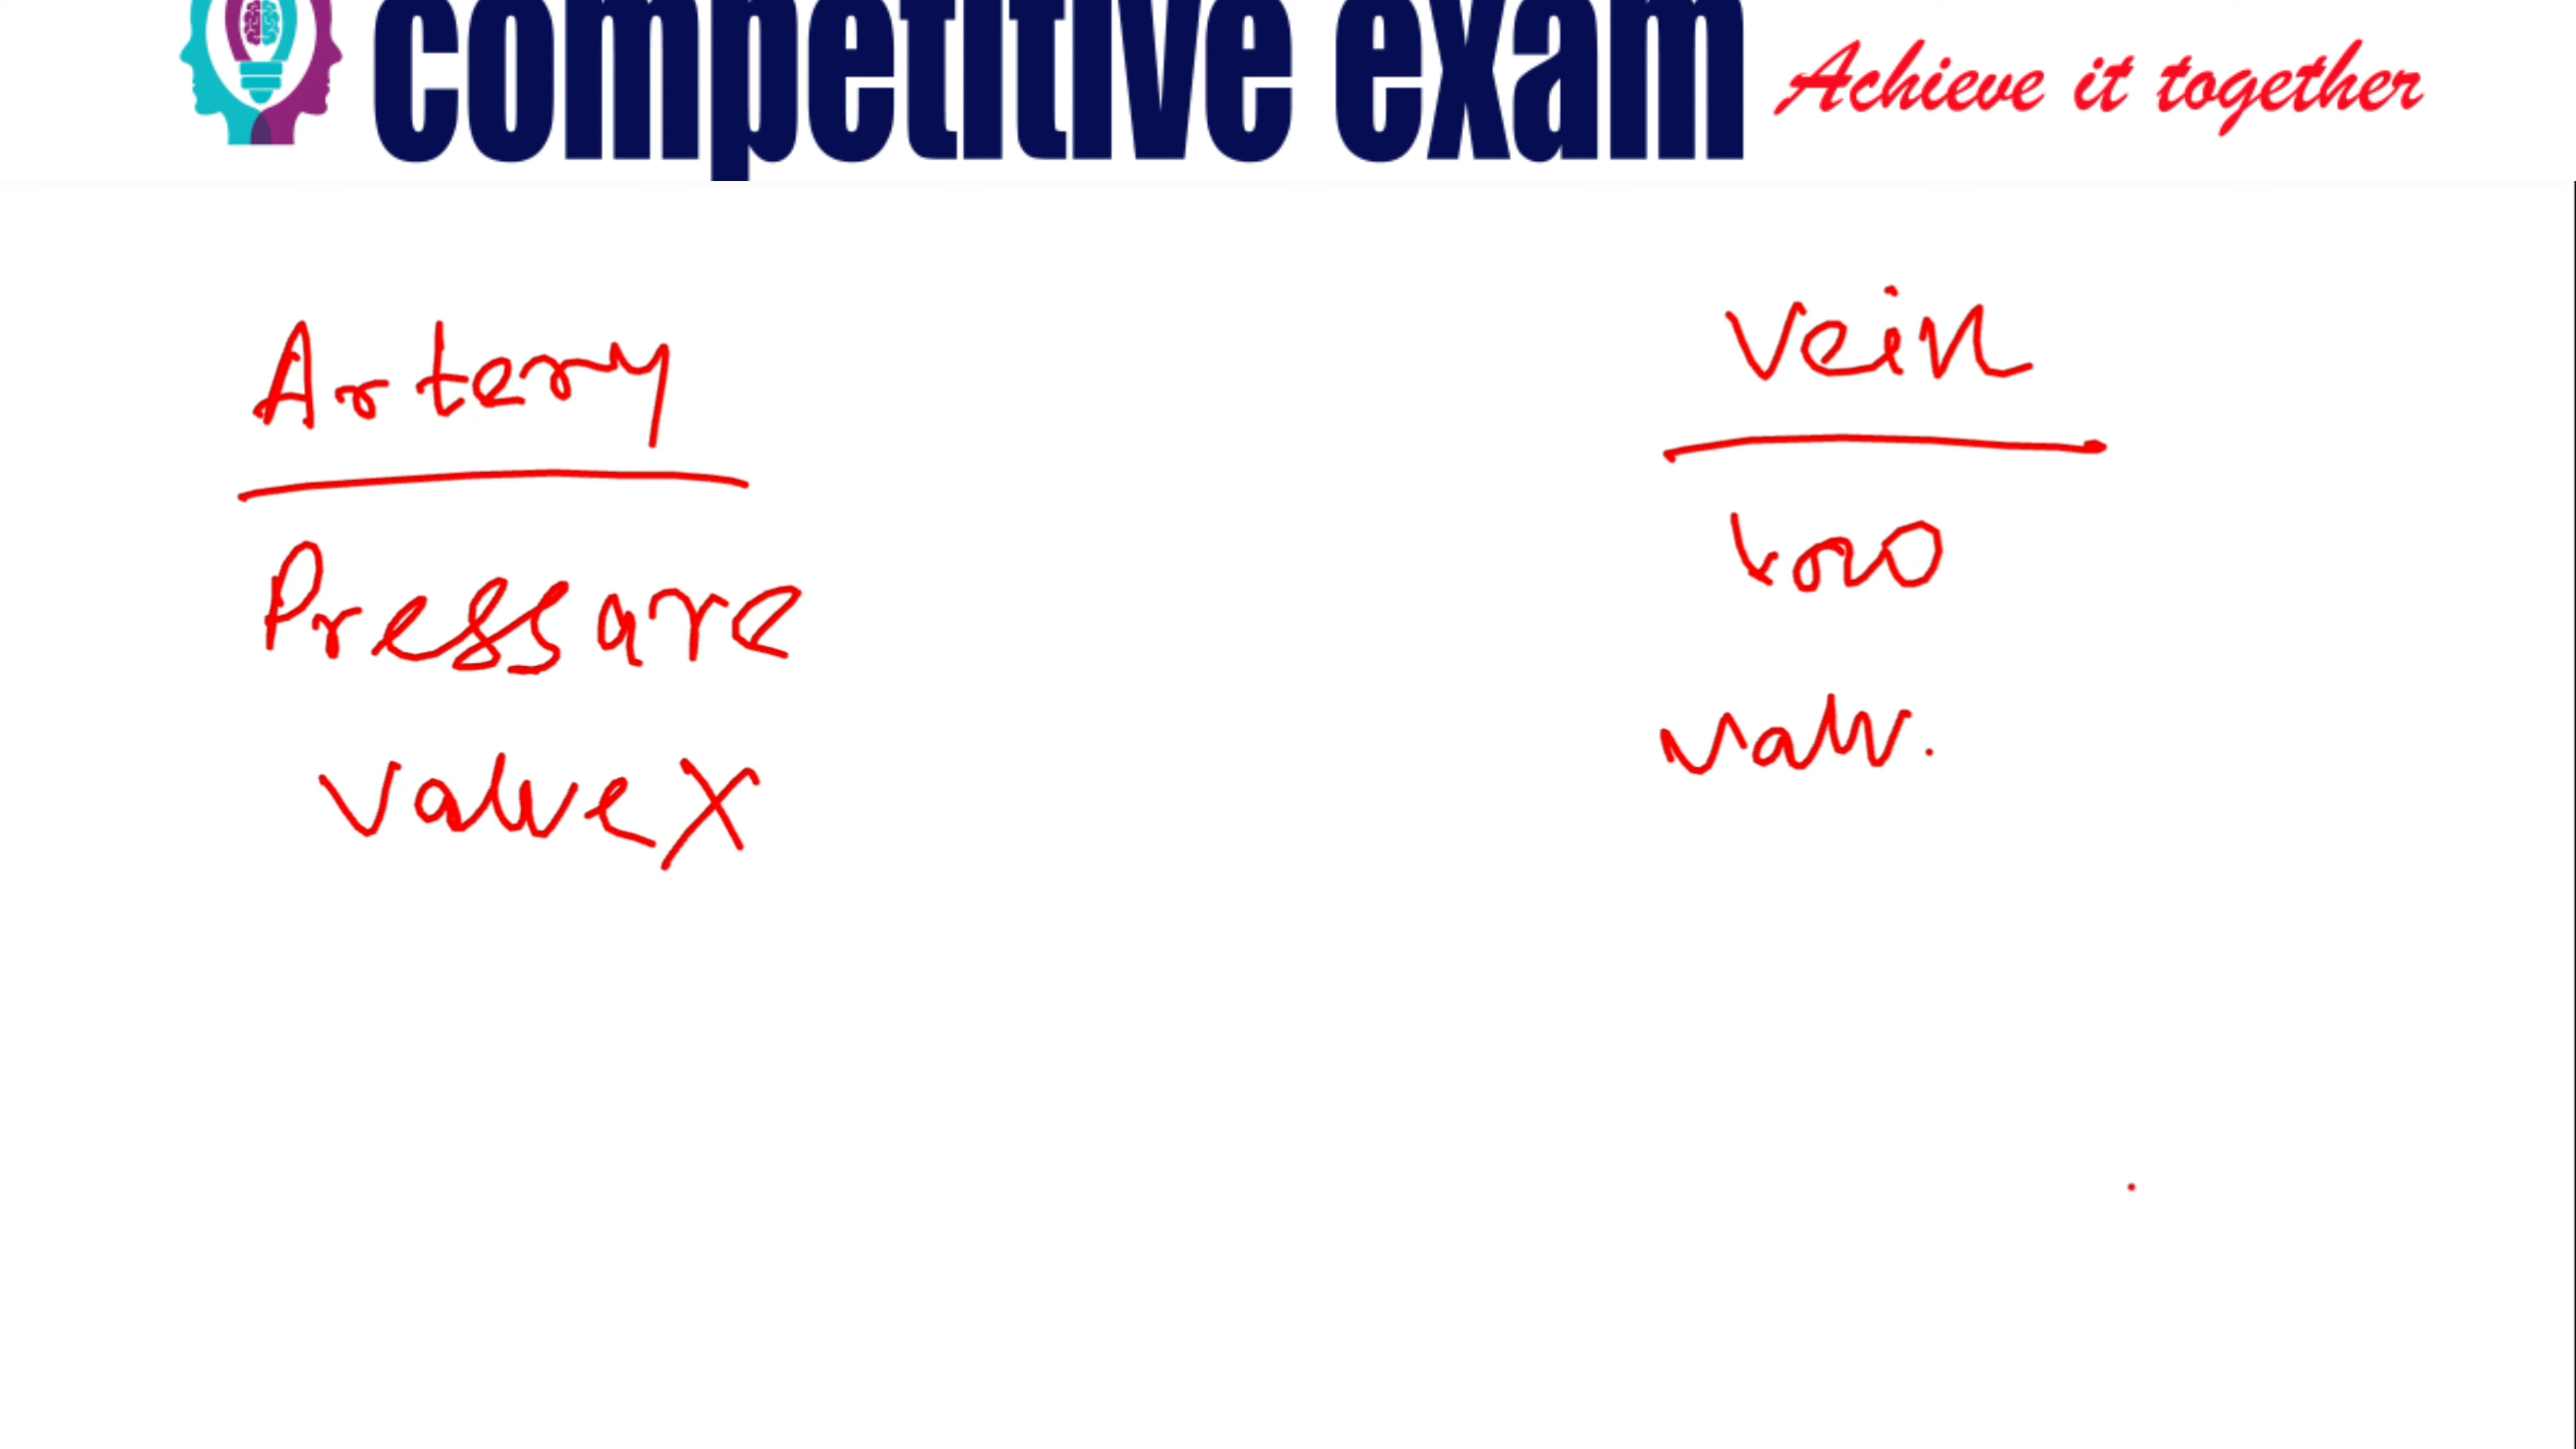 competitive exam Achieve it together
Artery
Pressure
Valve X
Vein
low
Valv.